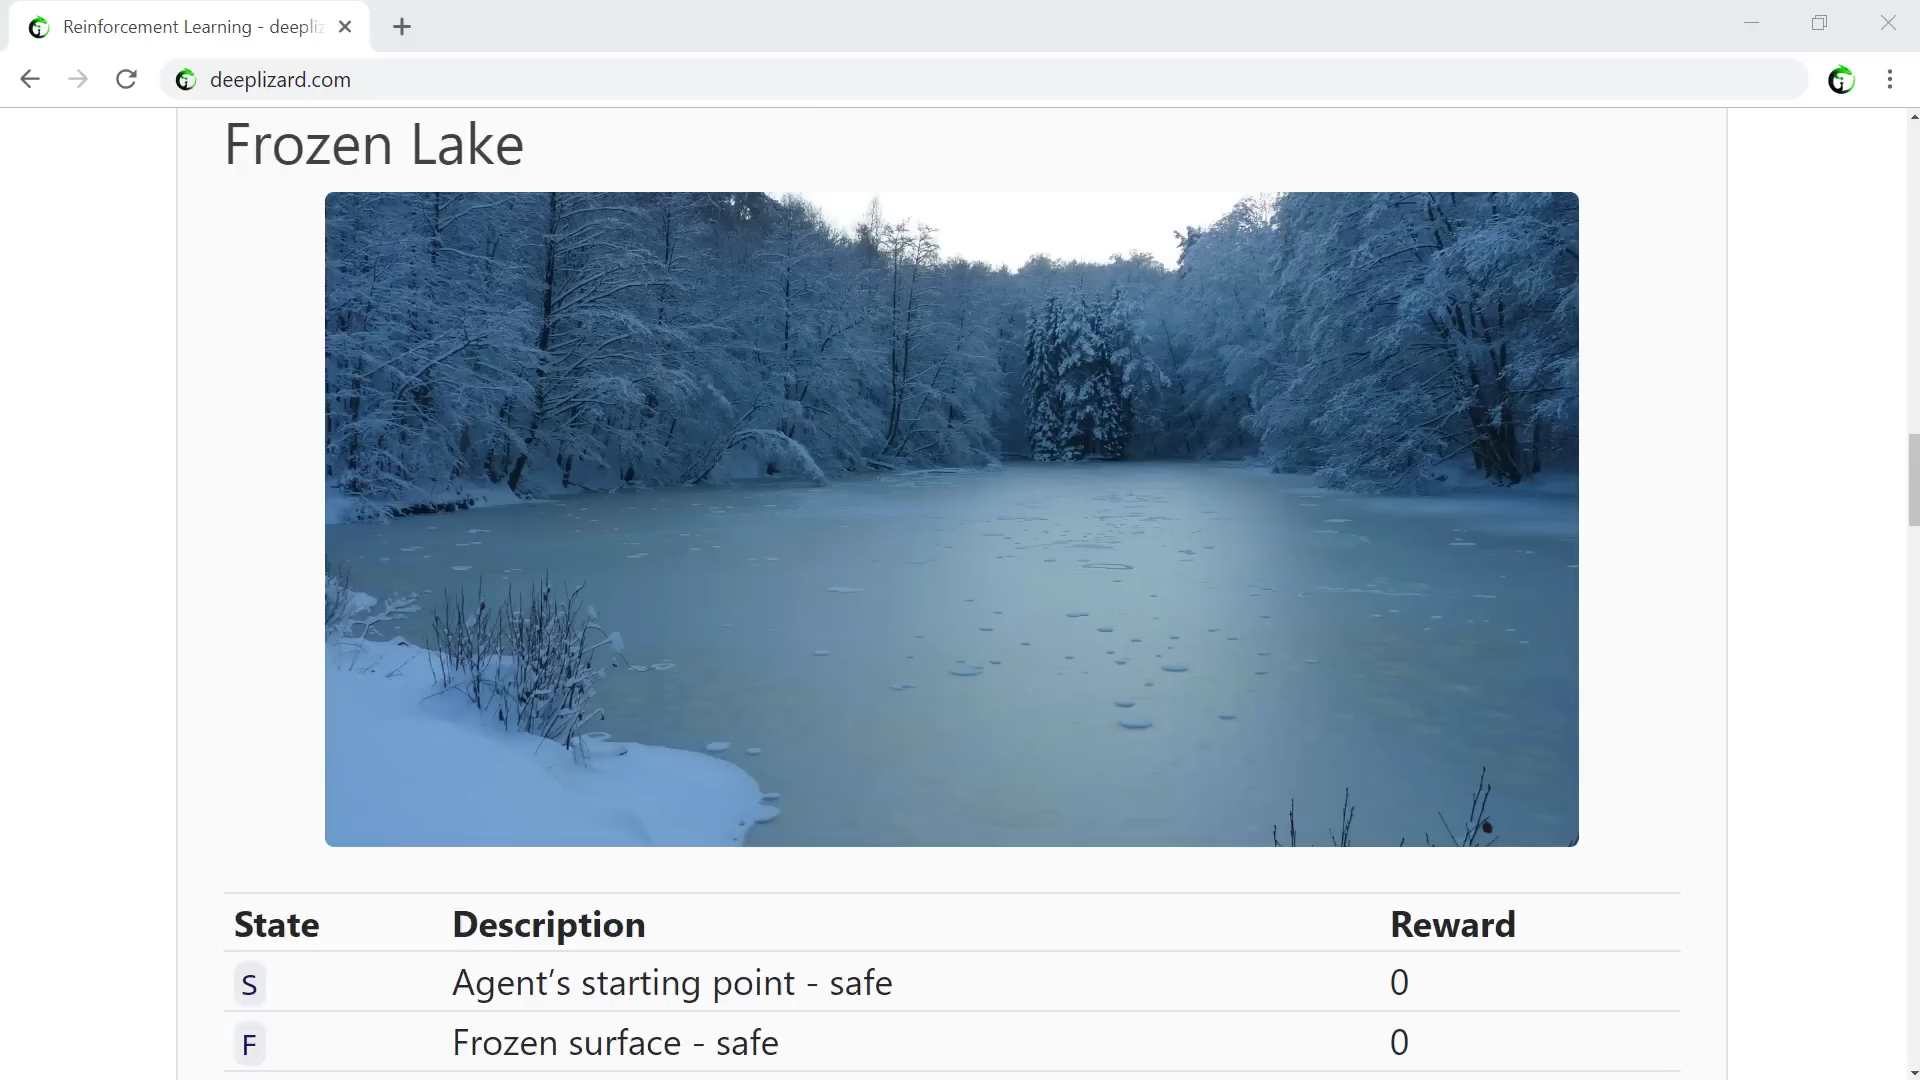 Reinforcement Learning - deepliz
deeplizard.com
Frozen Lake
State Description Reward
S Agent's starting point - safe 0
F Frozen surface - safe 0